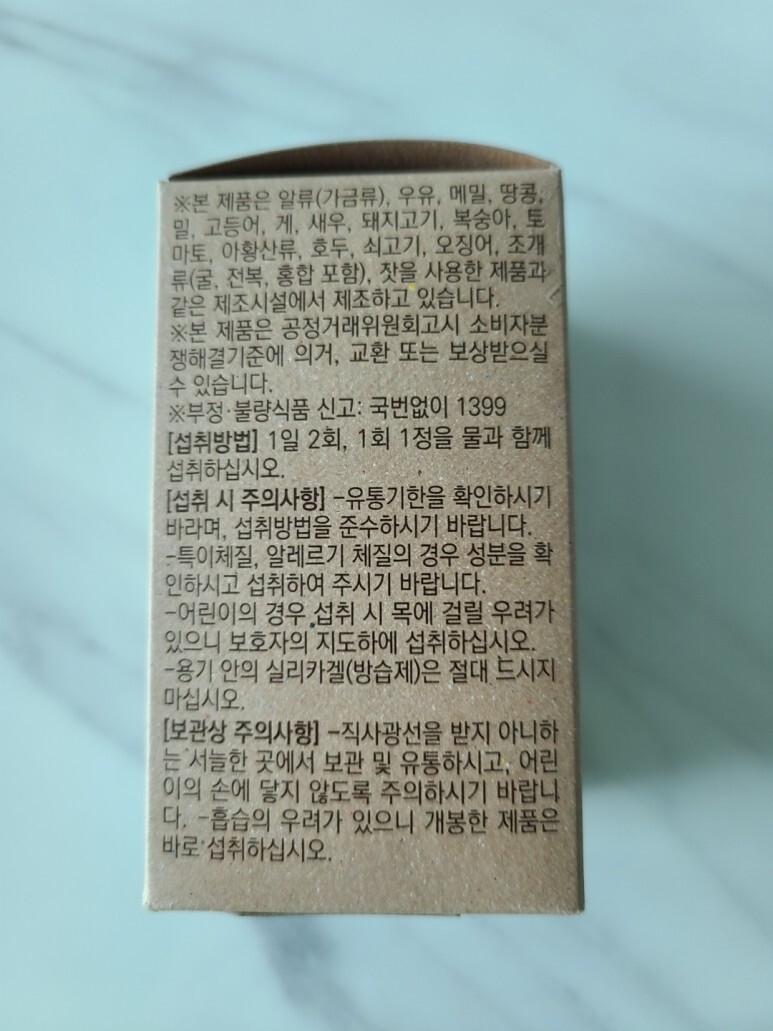 ※본 제품은 알류(가금류), 우유, 메밀, 땅콩,
밀, 고등어, 게, 새우, 돼지고기, 복숭아, 토
마토, 아황산류, 호두, 쇠고기, 오징어, 조개
류(굴, 전복, 홍합 포함), 잣을 사용한 제품과
같은 제조시설에서 제조하고 있습니다.
※본 제품은 공정거래위원회고시 소비자분
쟁해결기준에 의거, 교환 또는 보상받으실
수 있습니다.
※부정·불량식품 신고: 국번없이 1399
[섭취방법] 1일 2회, 1회 1정을 물과 함께
섭취하십시오.
[섭취 시 주의사항] -유통기한을 확인하시기
바라며, 섭취방법을 준수하시기 바랍니다.
-특이체질, 알레르기 체질의 경우 성분을 확
인하시고 섭취하여 주시기 바랍니다.
-어린이의 경우 섭취 시 목에 걸릴 우려가
있으니 보호자의 지도하에 섭취하십시오.
-용기 안의 실리카겔(방습제)은 절대 드시지
마십시오.
[보관상 주의사항] -직사광선을 받지 아니하
는 서늘한 곳에서 보관 및 유통하시고, 어린
이의 손에 닿지 않도록 주의하시기 바랍니
다. -흡습의 우려가 있으니 개봉한 제품은
바로 섭취하십시오.